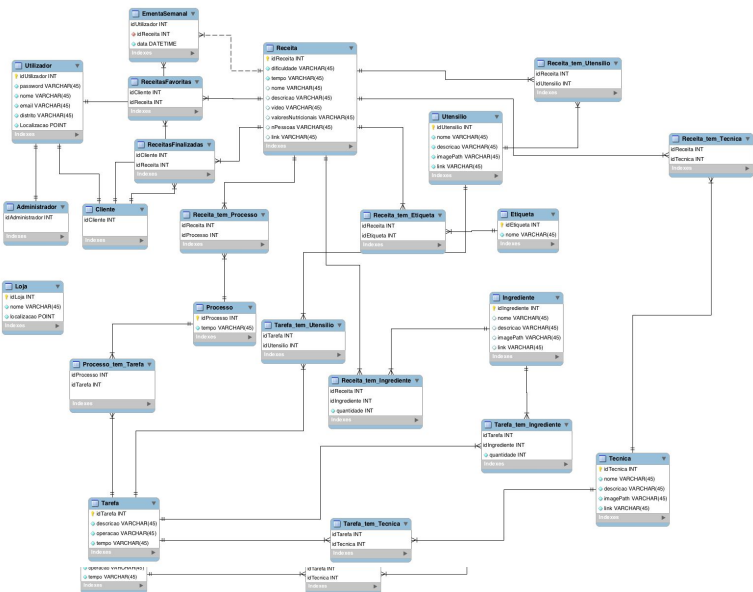 EmentaSemanal
idUtilizador INT
idReceita INT
data DATETIME
Indexes
Utilizador
idUtilizador INT
password VARCHAR(45)
nome VARCHAR(45)
email VARCHAR(45)
distrito VARCHAR(45)
Localizacao POINT
Indexes
ReceitasFavoritas
idCliente INT
idReceita INT
Indexes
ReceitasFinalizadas
idCliente INT
idReceita INT
Indexes
Receita
idReceita INT
dificuldade VARCHAR(45)
tempo VARCHAR(45)
nome VARCHAR(45)
descricao VARCHAR(45)
video VARCHAR(45)
valoresNutricionais VARCHAR(45)
nPessoas VARCHAR(45)
link VARCHAR(45)
Indexes
Receita_tem_Utensilio
idReceita INT
idUtensilio INT
Indexes
Utensilio
idUtensilio INT
nome VARCHAR(45)
descricao VARCHAR(45)
imagePath VARCHAR(45)
link VARCHAR(45)
Indexes
Receita_tem_Tecnica
idReceita INT
idTecnica INT
Indexes
Administrador
idAdministrador INT
Indexes
Cliente
idCliente INT
Indexes
Receita_tem_Processo
idReceita INT
idProcesso INT
Indexes
Receita_tem_Etiqueta
idReceita INT
idEtiqueta INT
Indexes
Etiqueta
idEtiqueta INT
nome VARCHAR(45)
Indexes
Loja
idLoja INT
nome VARCHAR(45)
localizacao POINT
Indexes
Processo
idProcesso INT
tempo VARCHAR(45)
Indexes
Tarefa_tem_Utensilio
idTarefa INT
idUtensilio INT
Indexes
Ingrediente
idIngrediente INT
nome VARCHAR(45)
descricao VARCHAR(45)
imagePath VARCHAR(45)
link VARCHAR(45)
Indexes
Processo_tem_Tarefa
idProcesso INT
idTarefa INT
Indexes
Receita_tem_Ingrediente
idReceita INT
idIngrediente INT
quantidade INT
Indexes
Tarefa_tem_Ingrediente
idTarefa INT
idIngrediente INT
quantidade INT
Indexes
Tecnica
idTecnica INT
nome VARCHAR(45)
descricao VARCHAR(45)
imagePath VARCHAR(45)
link VARCHAR(45)
Indexes
Tarefa
idTarefa INT
descricao VARCHAR(45)
operacao VARCHAR(45)
tempo VARCHAR(45)
Indexes
Tarefa_tem_Tecnica
idTarefa INT
idTecnica INT
Indexes
operacao VARCHAR(45)
tempo VARCHAR(45)
Indexes
idTarefa INT
idTecnica INT
Indexes